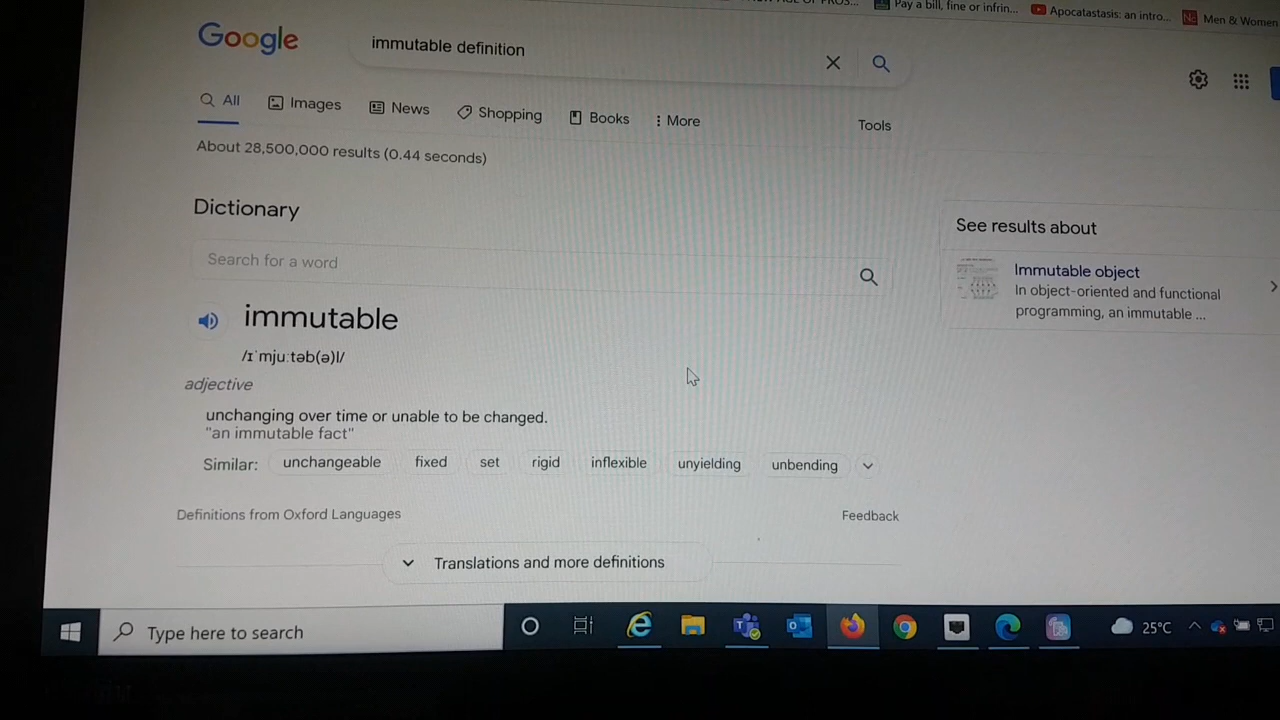 Pay a bill, fine or infrin... Apocatastasis: an intro... Men & Women
Google
immutable definition
All Images News Shopping Books More Tools
About 28,500,000 results (0.44 seconds)
Dictionary
Search for a word
immutable
/ɪˈmjuːtəb(ə)l/
adjective
unchanging over time or unable to be changed.
"an immutable fact"
Similar: unchangeable fixed set rigid inflexible unyielding unbending
Definitions from Oxford Languages Feedback
Translations and more definitions
See results about
Immutable object
In object-oriented and functional
programming, an immutable ...
Type here to search 25°C